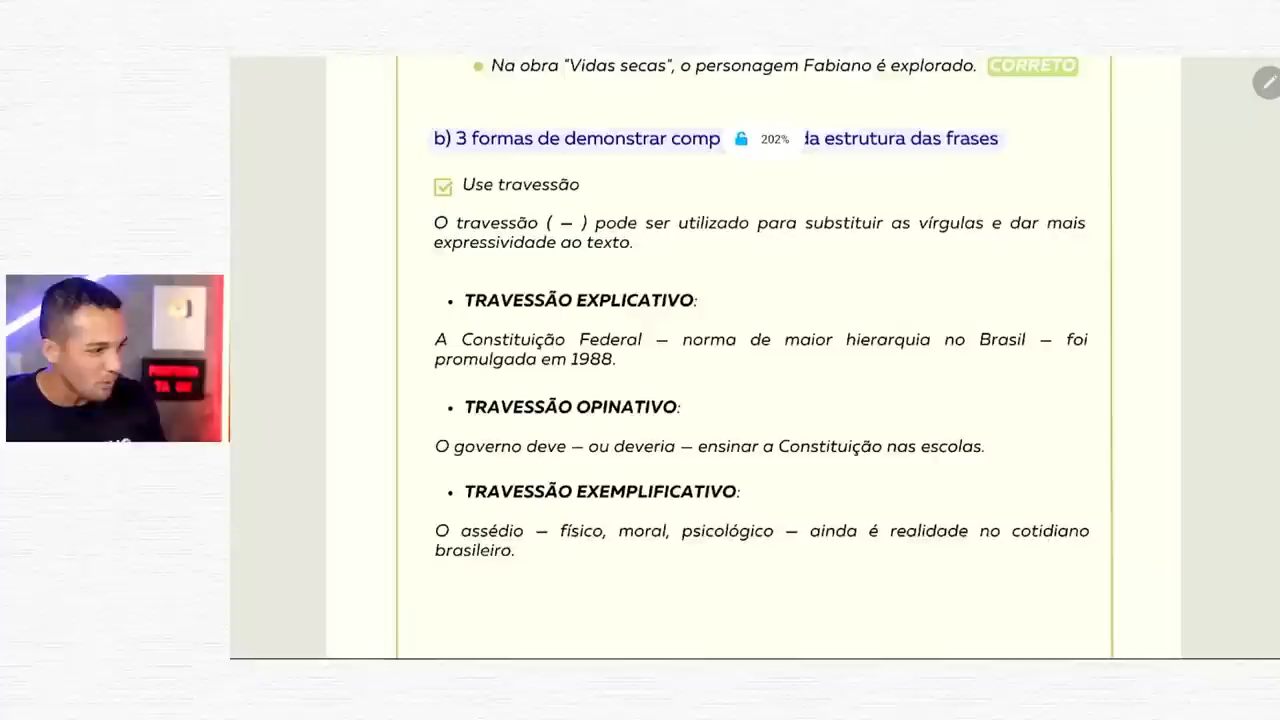 Na obra "Vidas secas", o personagem Fabiano é explorado. CORRETO
b) 3 formas de demonstrar comp 202% da estrutura das frases
Use travessão
O travessão ( – ) pode ser utilizado para substituir as vírgulas e dar mais
expressividade ao texto.
• TRAVESSÃO EXPLICATIVO:
A Constituição Federal – norma de maior hierarquia no Brasil – foi
promulgada em 1988.
• TRAVESSÃO OPINATIVO:
O governo deve – ou deveria – ensinar a Constituição nas escolas.
• TRAVESSÃO EXEMPLIFICATIVO:
O assédio – físico, moral, psicológico – ainda é realidade no cotidiano
brasileiro.